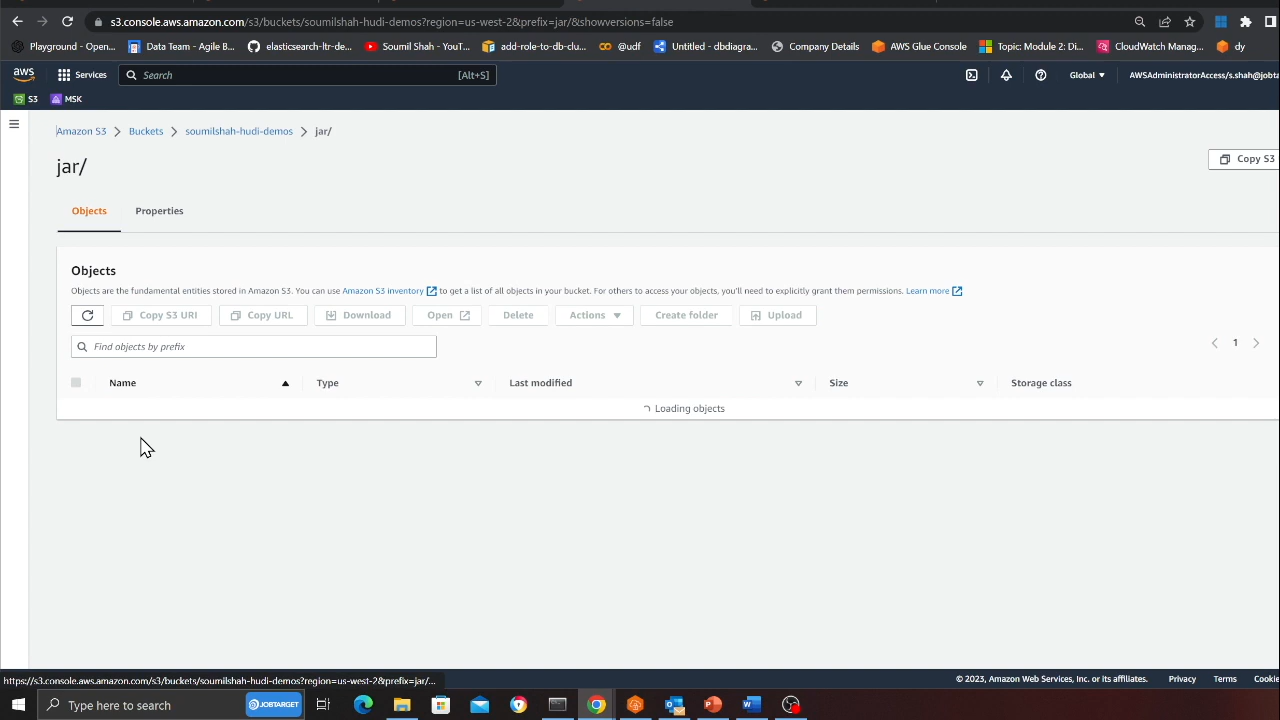 s3.console.aws.amazon.com/s3/buckets/soumilshah-hudi-demos?region=us-west-2&prefix=jar/&showversions=false
Playground - Open... Data Team - Agile B... elasticsearch-ltr-de... Soumil Shah - YouT... add-role-to-db-clu... @udf Untitled - dbdiagra... Company Details AWS Glue Console Topic: Module 2: Di... CloudWatch Manag... dy
aws Services Search [Alt+S] Global AWSAdministratorAccess/s.shah@jobta
S3 MSK
Amazon S3 Buckets soumilshah-hudi-demos jar/
jar/
Copy S3
Objects Properties
Objects
Objects are the fundamental entities stored in Amazon S3. You can use Amazon S3 inventory to get a list of all objects in your bucket. For others to access your objects, you'll need to explicitly grant them permissions. Learn more
Copy S3 URI Copy URL Download Open Delete Actions Create folder Upload
Find objects by prefix
1
Name Type Last modified Size Storage class
Loading objects
https://s3.console.aws.amazon.com/s3/buckets/soumilshah-hudi-demos?region=us-west-2&prefix=jar/...
© 2023, Amazon Web Services, Inc. or its affiliates. Privacy Terms Cookie
Type here to search JOBTARGET